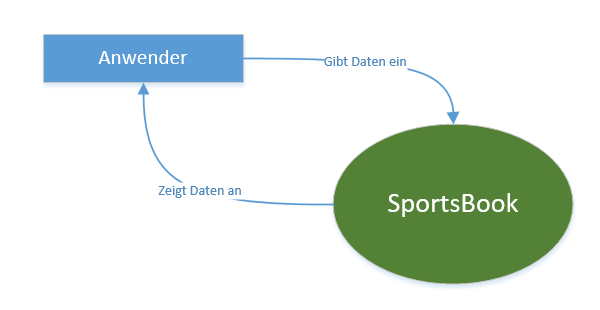 Anwender
Gibt Daten ein
Zeigt Daten an
SportsBook